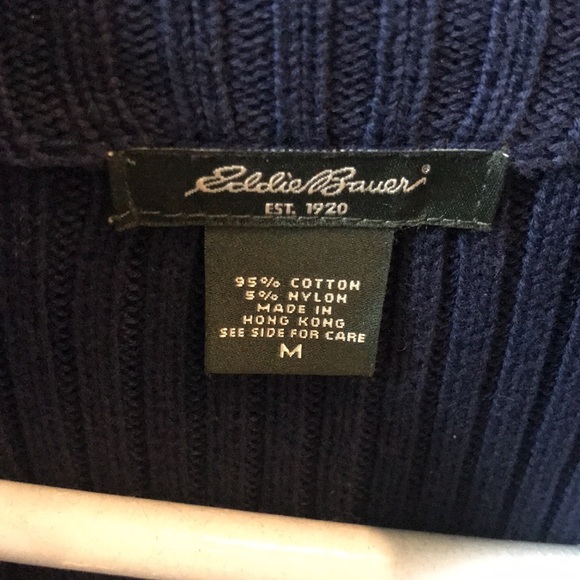 Eddie Bauer®
EST. 1920
95% COTTON
5% NYLON
MADE IN
HONG KONG
SEE SIDE FOR CARE
M